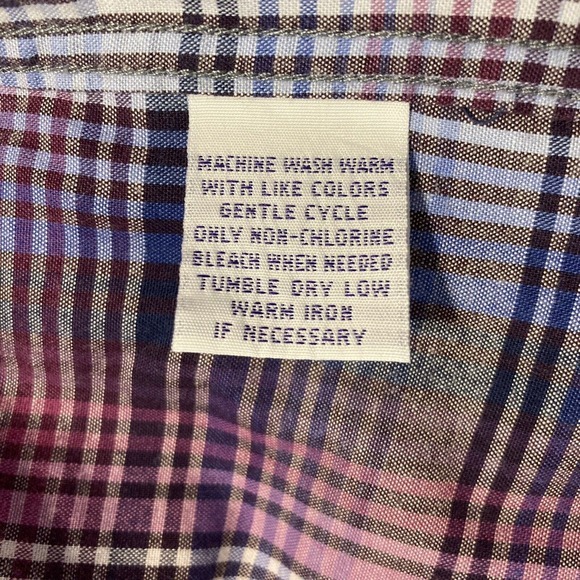 MACHINE WASH WARM
WITH LIKE COLORS
GENTLE CYCLE
ONLY NON-CHLORINE
BLEACH WHEN NEEDED
TUMBLE DRY LOW
WARM IRON
IF NECESSARY